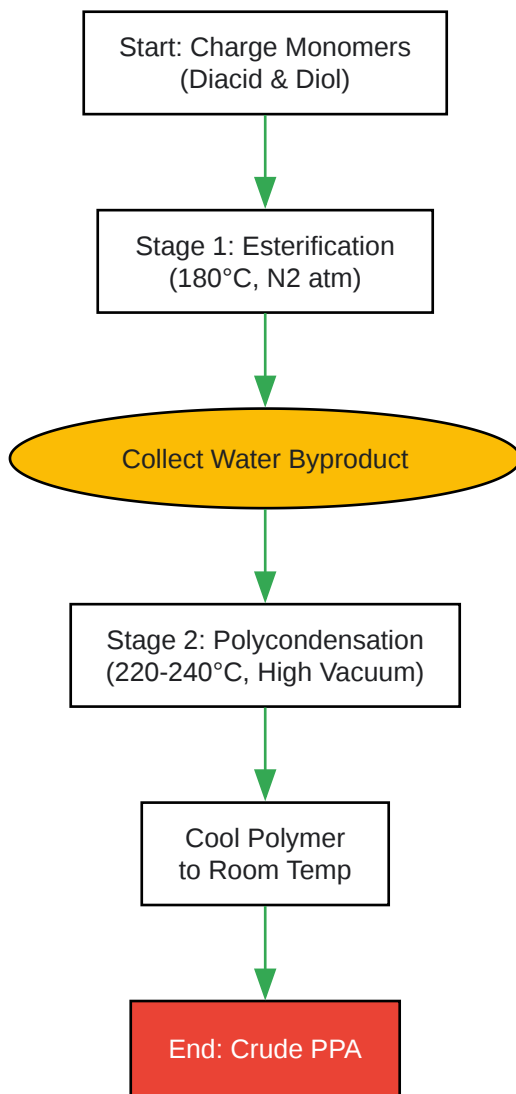 Start: Charge Monomers
(Diacid & Diol)
Stage 1: Esterification
(180°C, N2 atm)
Collect Water Byproduct
Stage 2: Polycondensation
(220-240°C, High Vacuum)
Cool Polymer
to Room Temp
End: Crude PPA